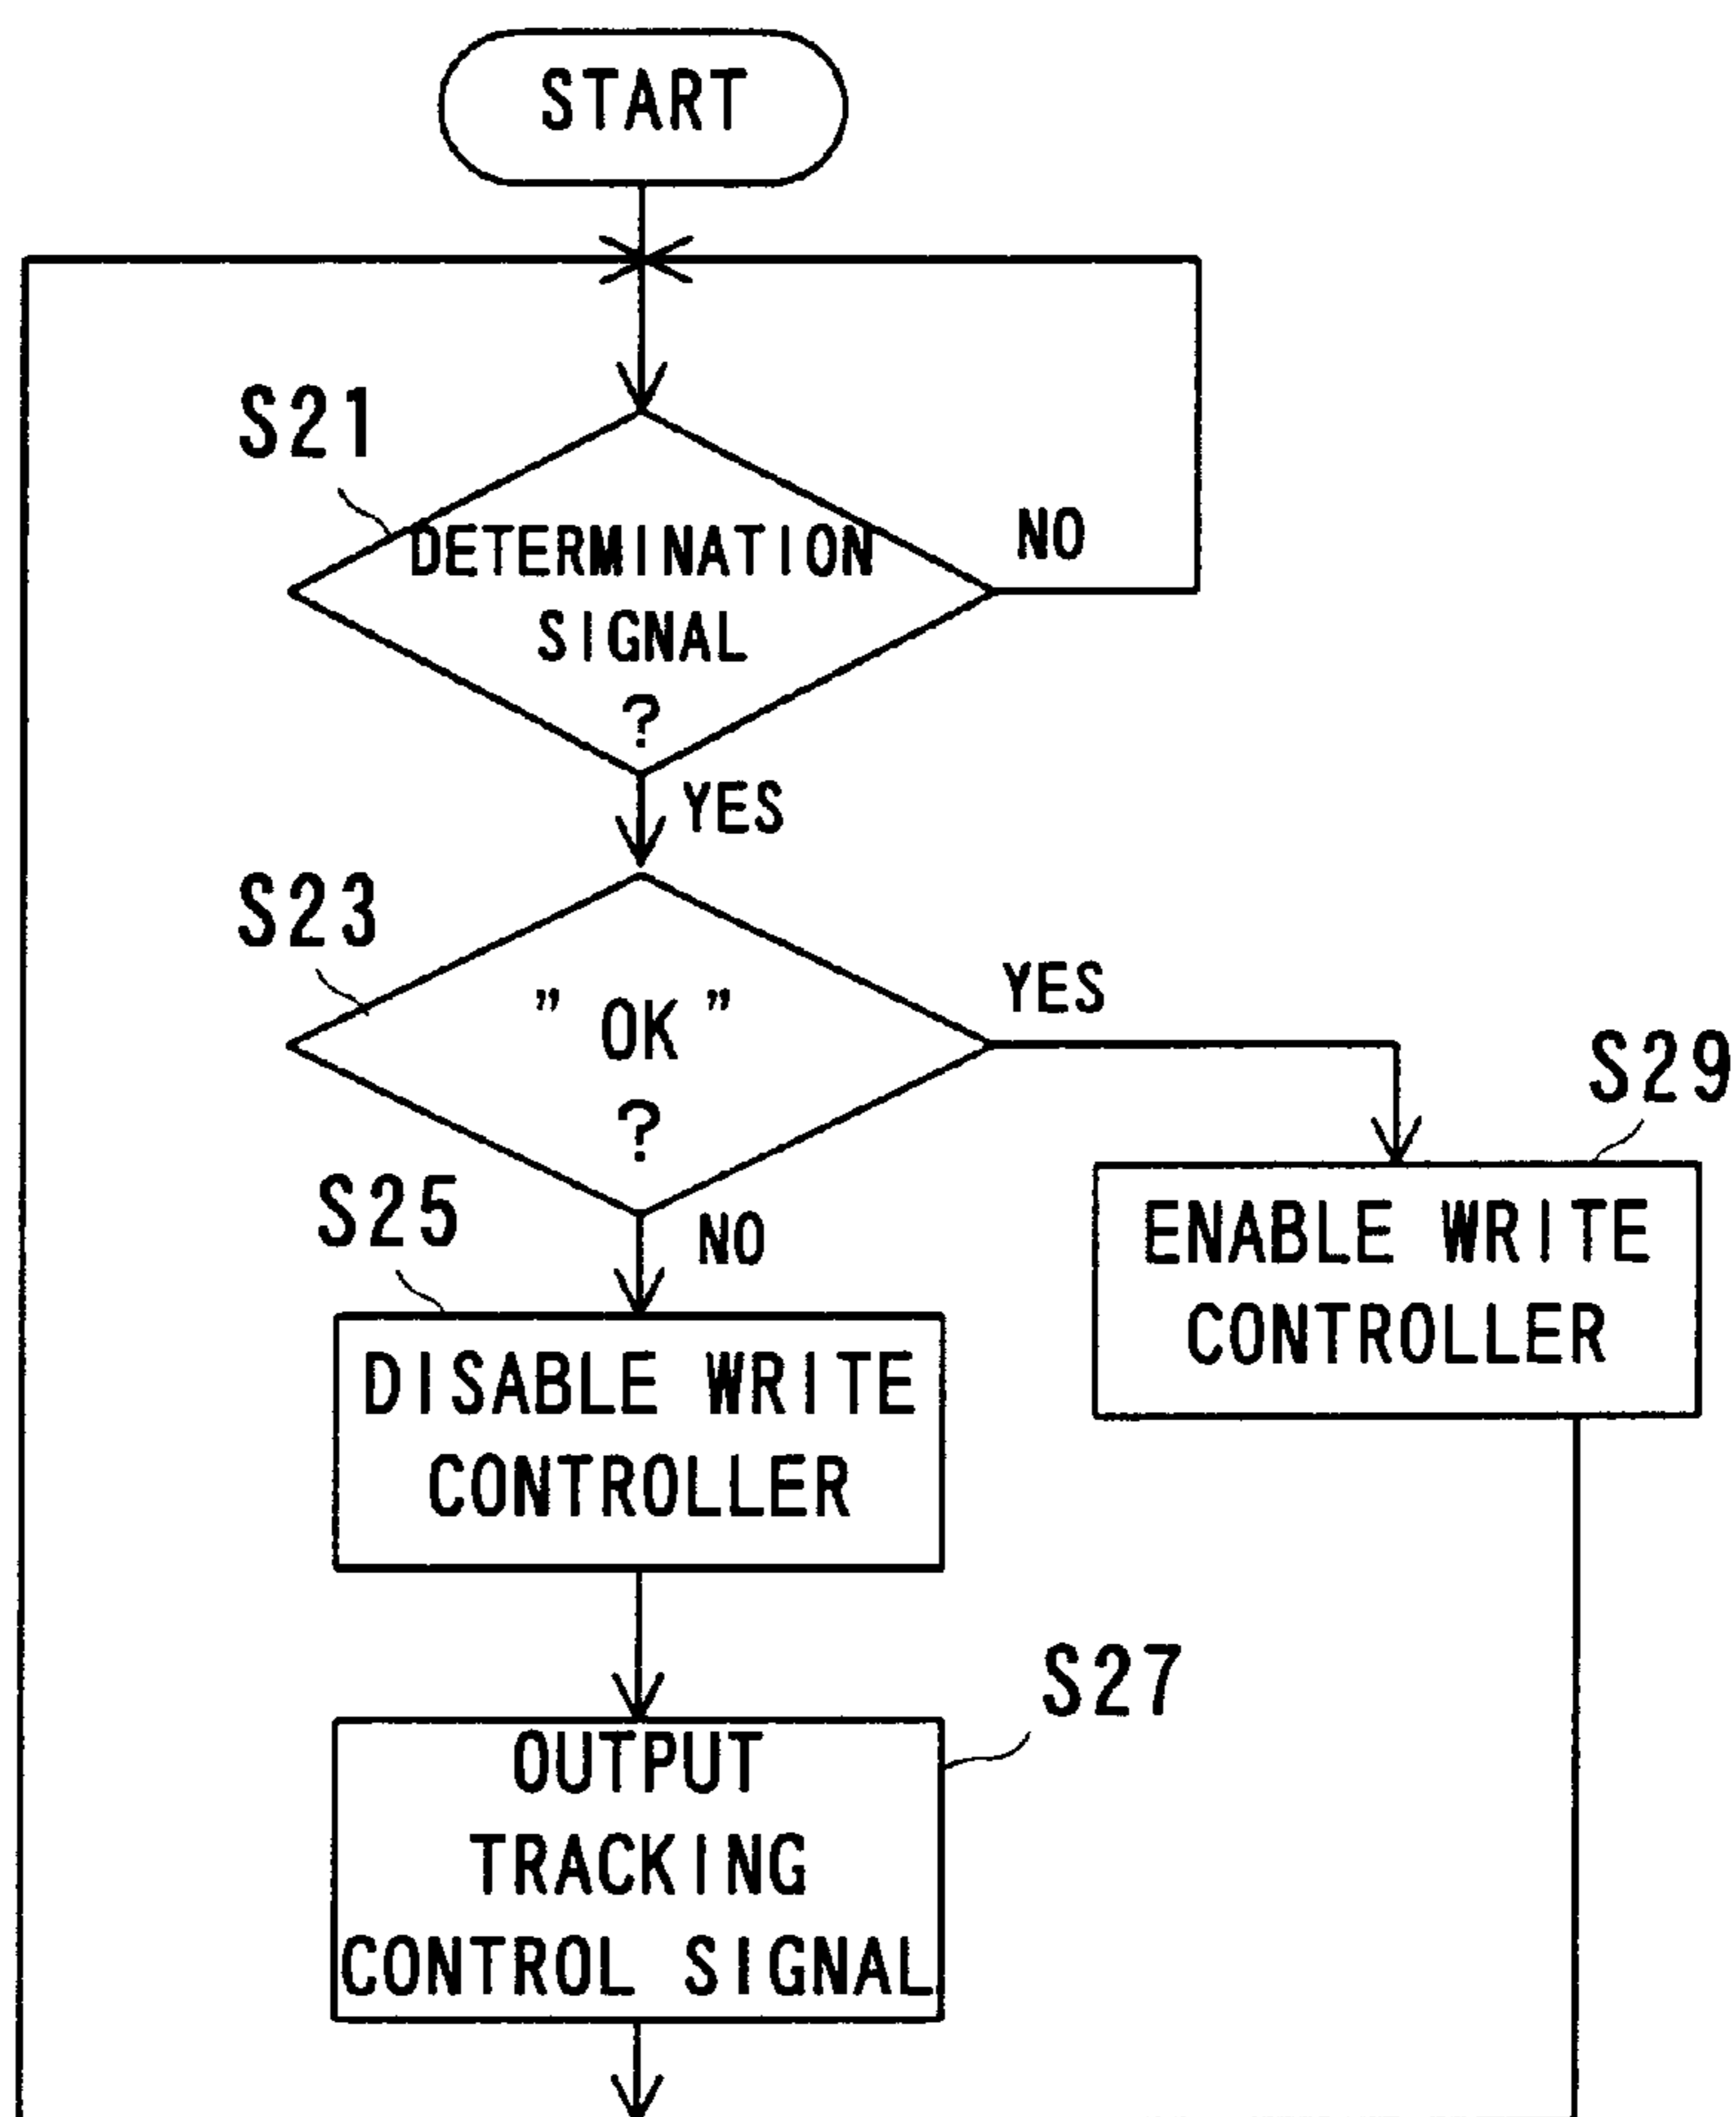 START
S21
DETERMINATION
SIGNAL
?
NO
YES
S23
" OK "
?
YES
S29
ENABLE WRITE
CONTROLLER
S25
NO
DISABLE WRITE
CONTROLLER
S27
OUTPUT
TRACKING
CONTROL SIGNAL